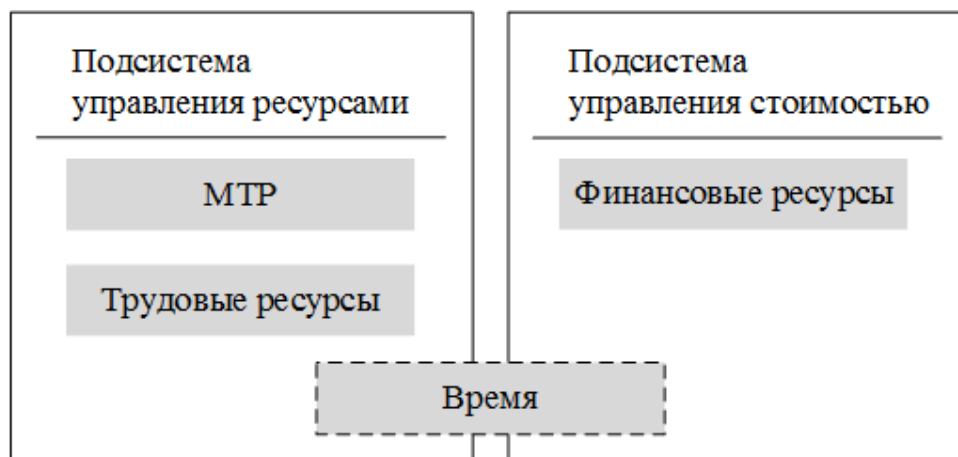 Подсистема
управления ресурсами
МТР
Трудовые ресурсы
Подсистема
управления стоимостью
Финансовые ресурсы
Время